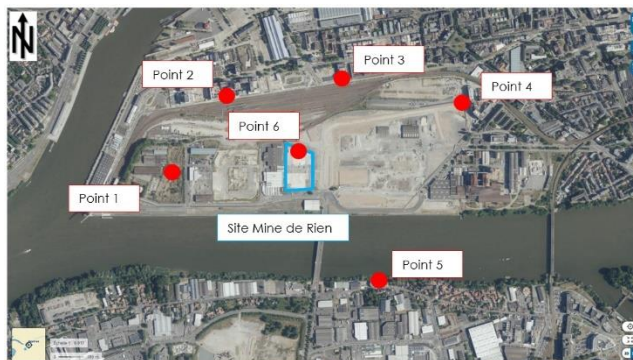 N
Point 3
Point 2
Point 4
Point 6
Point 1
Site Mine de Rien
Point 5